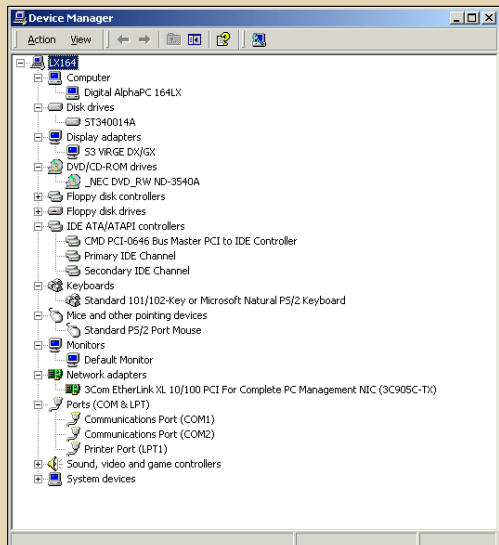 Device Manager
Action View
LX164
Computer
Digital AlphaPC 164LX
Disk drives
ST340014A
Display adapters
S3 ViRGE DX/GX
DVD/CD-ROM drives
_NEC DVD_RW ND-3540A
Floppy disk controllers
Floppy disk drives
IDE ATA/ATAPI controllers
CMD PCI-0646 Bus Master PCI to IDE Controller
Primary IDE Channel
Secondary IDE Channel
Keyboards
Standard 101/102-Key or Microsoft Natural PS/2 Keyboard
Mice and other pointing devices
Standard PS/2 Port Mouse
Monitors
Default Monitor
Network adapters
3Com EtherLink XL 10/100 PCI For Complete PC Management NIC (3C905C-TX)
Ports (COM & LPT)
Communications Port (COM1)
Communications Port (COM2)
Printer Port (LPT1)
Sound, video and game controllers
System devices